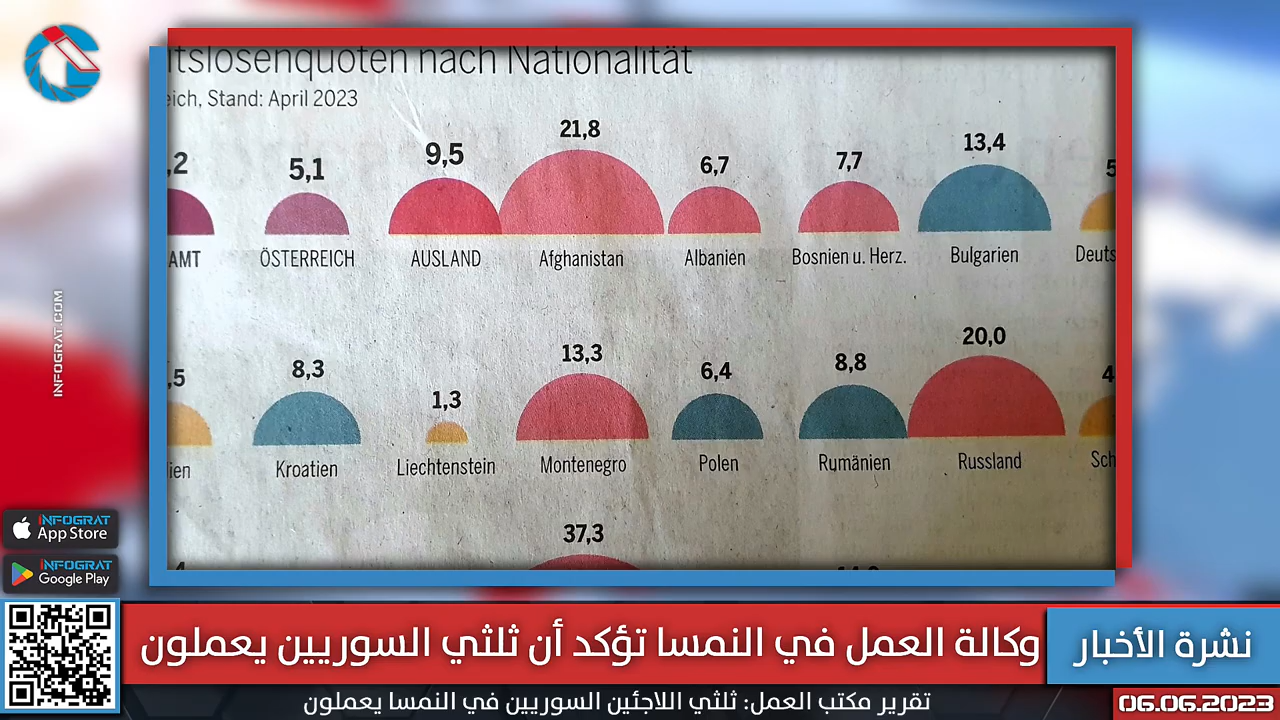 itslosenquoten nach Nationalität
eich, Stand: April 2023
,2 5,1 9,5 21,8 6,7 7,7 13,4 5
AMT ÖSTERREICH AUSLAND Afghanistan Albanien Bosnien u. Herz. Bulgarien Deuts
,5 8,3 1,3 13,3 6,4 8,8 20,0 4
ien Kroatien Liechtenstein Montenegro Polen Rumänien Russland Sch
37,3
INFOGRAT.COM
INFOGRAT
App Store
INFOGRAT
Google Play
نشرة الأخبار
وكالة العمل في النمسا تؤكد أن ثلثي السوريين يعملون
تقرير مكتب العمل: ثلثي اللاجئين السوريين في النمسا يعملون
06.06.2023